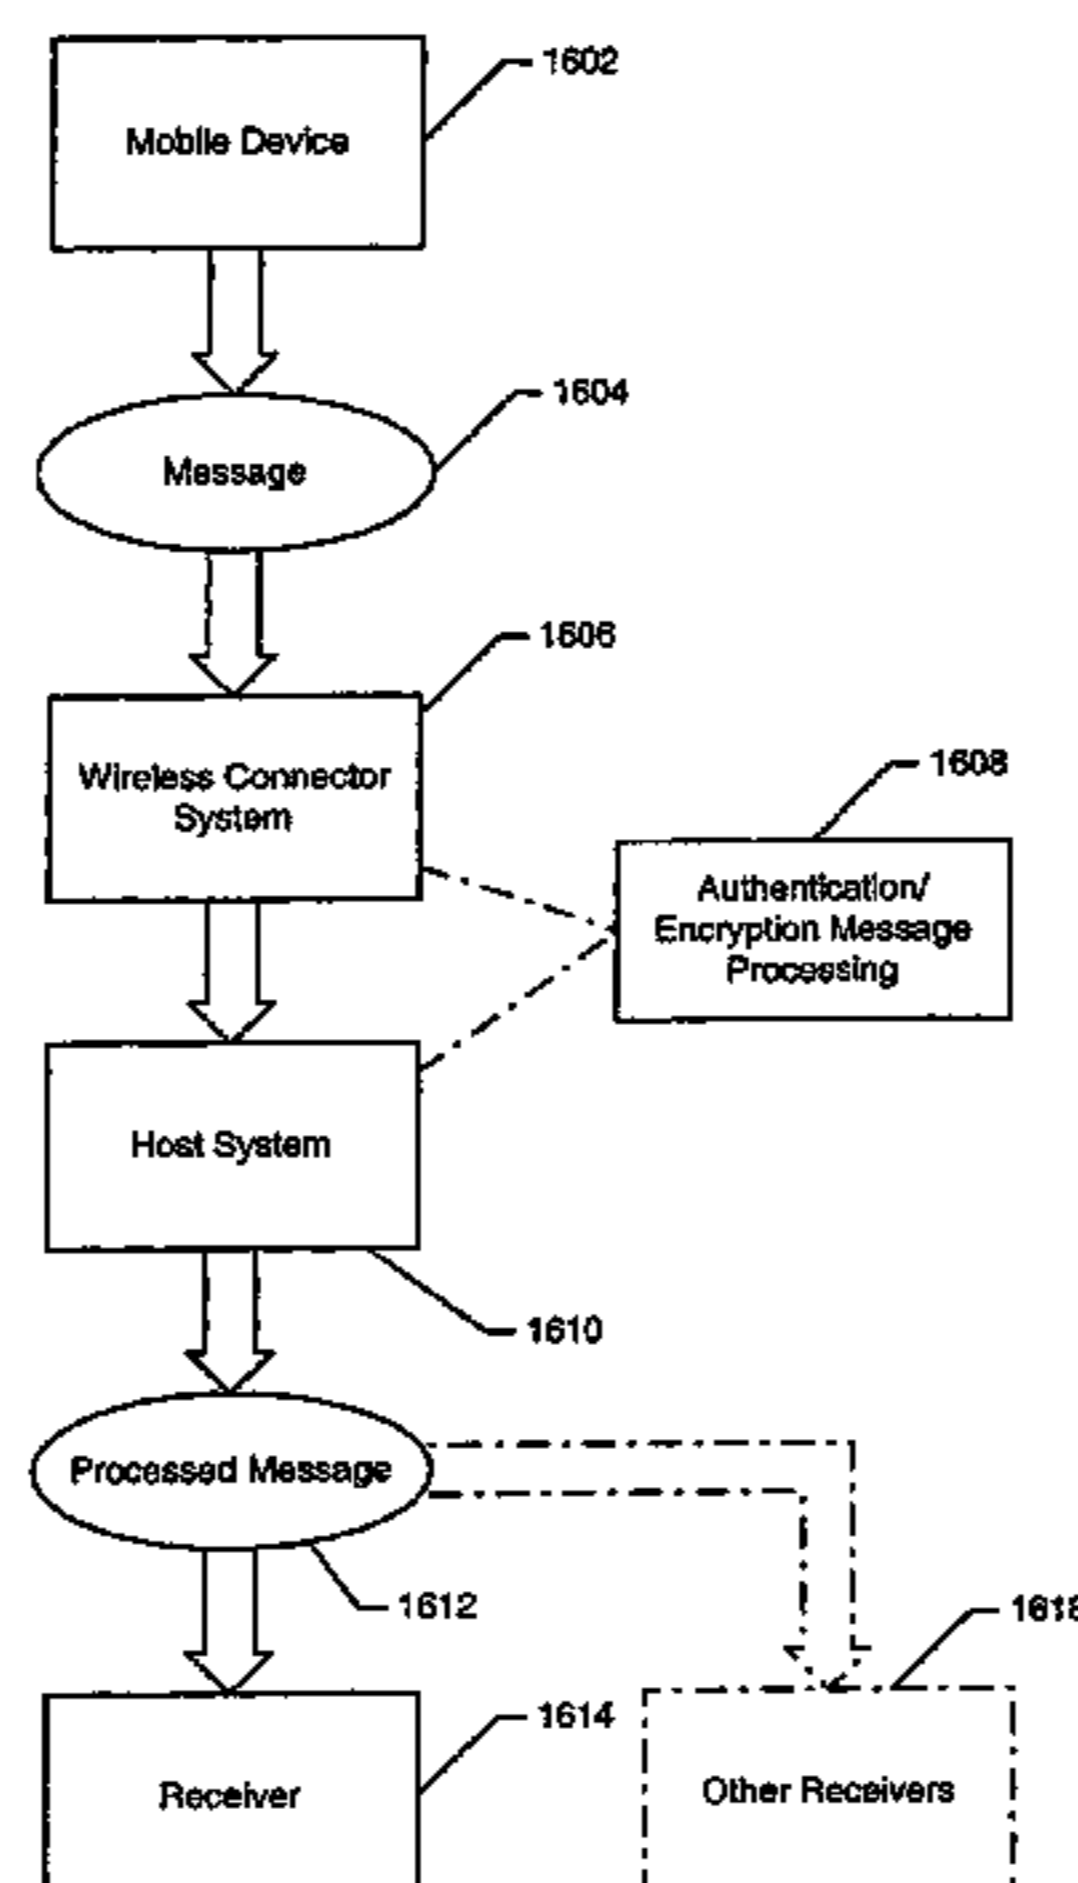 1602
Mobile Device
1604
Message
1606
Wireless Connector
System
1608
Authentication/
Encryption Message
Processing
Host System
1610
Processed Message
1612
1618
1614
Receiver
Other Receivers